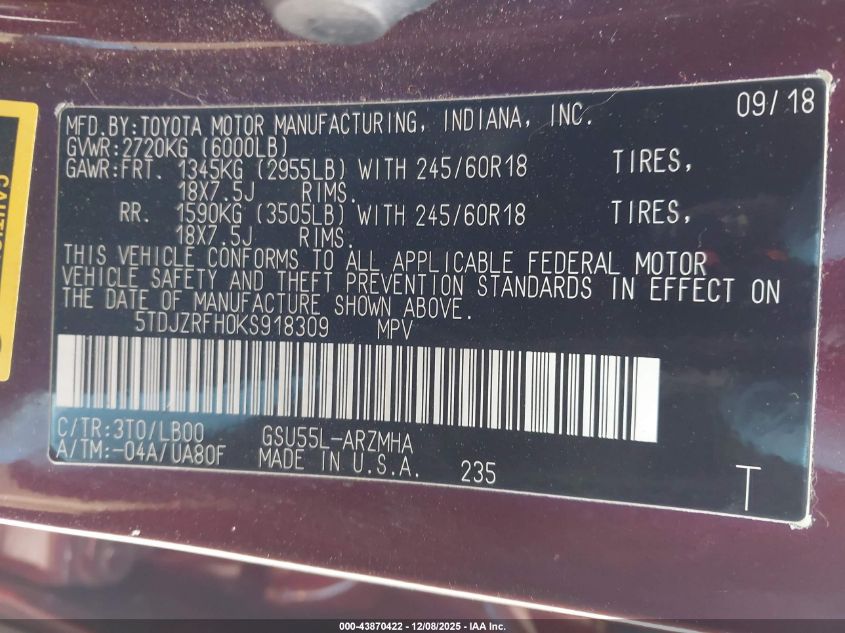 09/18
MFD.BY:TOYOTA MOTOR MANUFACTURING, INDIANA, INC.
GVWR:2720KG (6000LB)
GAWR:FRT. 1345KG (2955LB) WITH 245/60R18 TIRES,
18X7.5J RIMS.
RR. 1590KG (3505LB) WITH 245/60R18 TIRES,
18X7.5J RIMS.
THIS VEHICLE CONFORMS TO ALL APPLICABLE FEDERAL MOTOR
VEHICLE SAFETY AND THEFT PREVENTION STANDARDS IN EFFECT ON
THE DATE OF MANUFACTURE SHOWN ABOVE.
5TDJZRFH0KS918309 MPV
C/TR:3T0/LB00 GSU55L-ARZMHA
A/TM:-04A/UA80F MADE IN U.S.A. 235
T
000-43870422 - 12/08/2025 - IAA Inc.